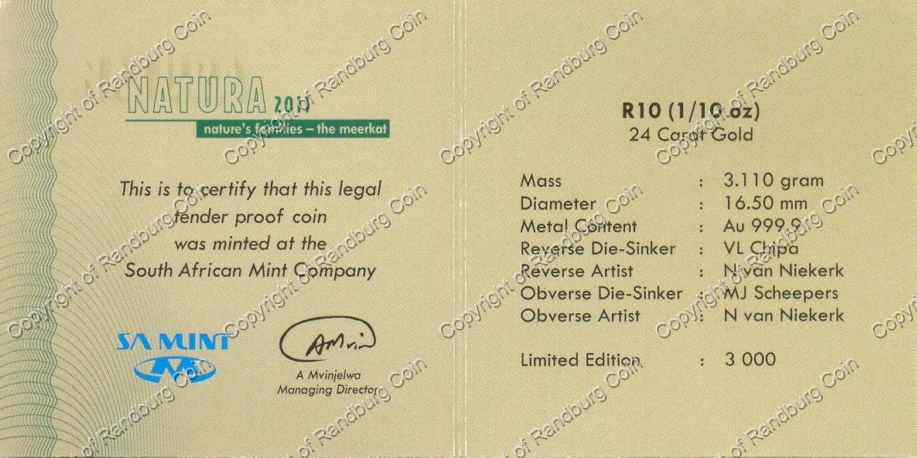 NATURA 2011
nature's families – the meerkat
This is to certify that this legal
tender proof coin
was minted at the
South African Mint Company
SA MINT
A Mvinjelwa
Managing Director
R10 (1/10 oz)
24 Carat Gold
Mass : 3.110 gram
Diameter : 16.50 mm
Metal Content : Au 999.9
Reverse Die-Sinker : VL Chipa
Reverse Artist : N van Niekerk
Obverse Die-Sinker : MJ Scheepers
Obverse Artist : N van Niekerk
Limited Edition : 3 000
Copyright of Randburg Coin